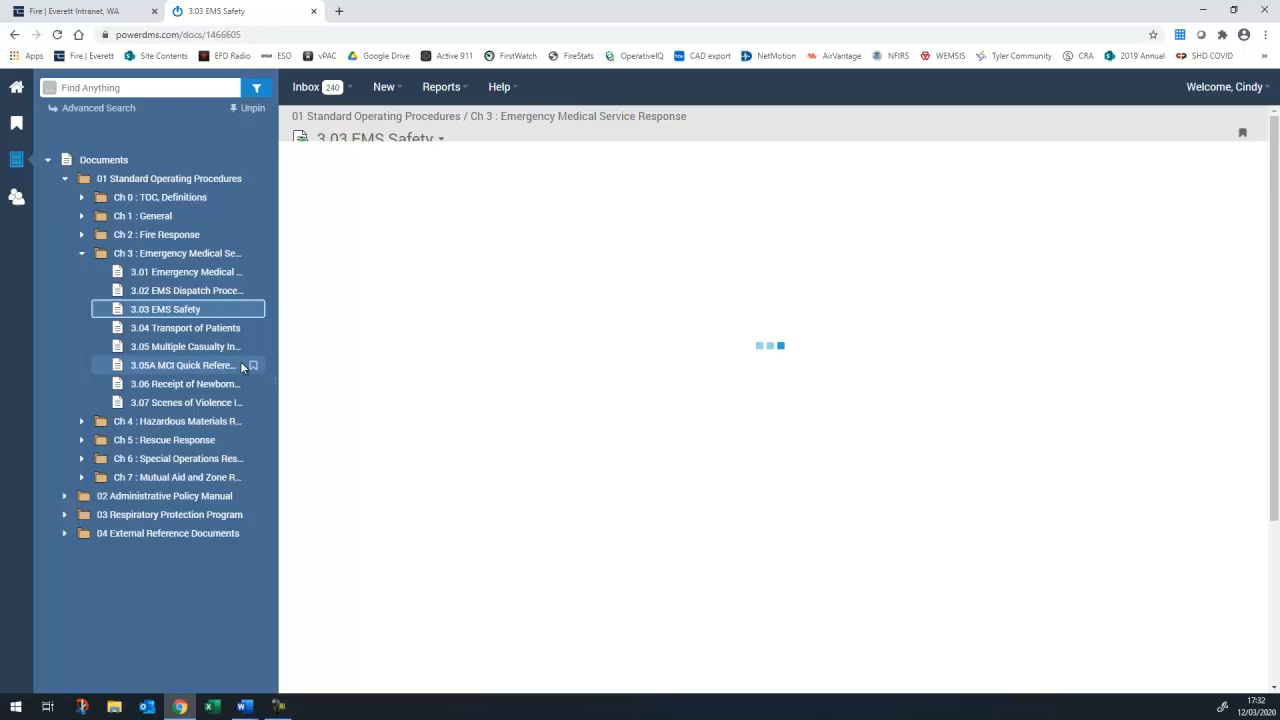 Fire | Everett Intranet, WA
3.03 EMS Safety
powerdms.com/docs/1466605
Apps Fire | Everett Site Contents EFD Radio ESO vPAC Google Drive Active 911 FirstWatch FireStats OperativeIQ CAD export NetMotion AirVantage NFIRS WEMSIS Tyler Community CRA 2019 Annual SHD COVID »
Find Anything
Advanced Search
Unpin
Inbox 240 New Reports Help Welcome, Cindy
01 Standard Operating Procedures / Ch 3 : Emergency Medical Service Response
3.03 EMS Safety
Documents
01 Standard Operating Procedures
Ch 0 : TOC, Definitions
Ch 1 : General
Ch 2 : Fire Response
Ch 3 : Emergency Medical Se...
3.01 Emergency Medical ...
3.02 EMS Dispatch Proce...
3.03 EMS Safety
3.04 Transport of Patients
3.05 Multiple Casualty In...
3.05A MCI Quick Refere...
3.06 Receipt of Newborn...
3.07 Scenes of Violence I...
Ch 4 : Hazardous Materials R...
Ch 5 : Rescue Response
Ch 6 : Special Operations Res...
Ch 7 : Mutual Aid and Zone R...
02 Administrative Policy Manual
03 Respiratory Protection Program
04 External Reference Documents
17:32
12/03/2020